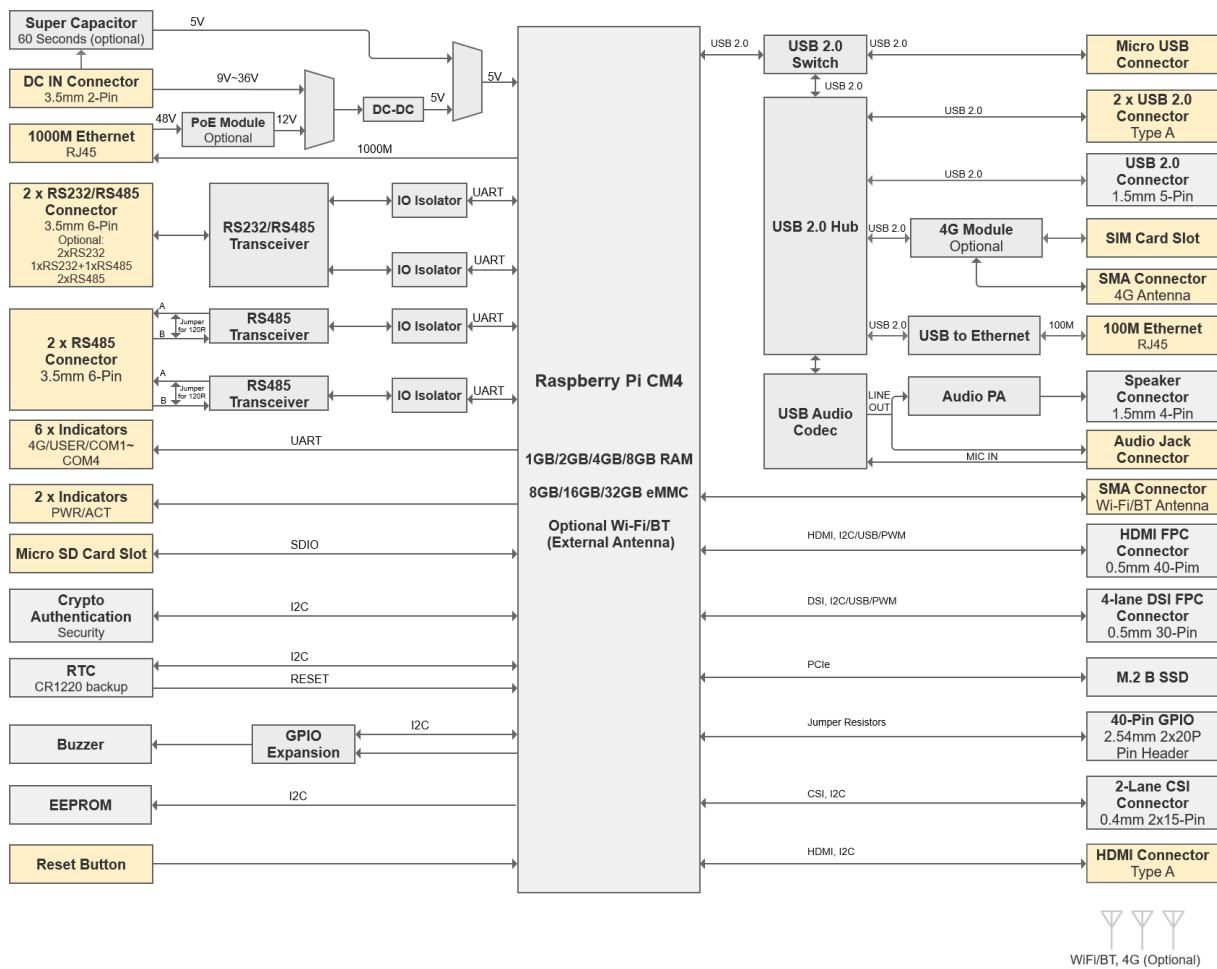 Super Capacitor
60 Seconds (optional)
5V
DC IN Connector
3.5mm 2-Pin
9V~36V
5V
DC-DC
5V
48V
PoE Module
Optional
12V
1000M Ethernet
RJ45
1000M
2 x RS232/RS485
Connector
3.5mm 6-Pin
Optional:
2xRS232
1xRS232+1xRS485
2xRS485
RS232/RS485
Transceiver
IO Isolator
UART
IO Isolator
UART
2 x RS485
Connector
3.5mm 6-Pin
A
Jumper
for 120R
B
RS485
Transceiver
IO Isolator
UART
A
Jumper
for 120R
B
RS485
Transceiver
IO Isolator
UART
6 x Indicators
4G/USER/COM1~
COM4
UART
2 x Indicators
PWR/ACT
Micro SD Card Slot
SDIO
Crypto
Authentication
Security
I2C
RTC
CR1220 backup
I2C
RESET
Buzzer
GPIO
Expansion
I2C
EEPROM
I2C
Reset Button
Raspberry Pi CM4
1GB/2GB/4GB/8GB RAM
8GB/16GB/32GB eMMC
Optional Wi-Fi/BT
(External Antenna)
USB 2.0
USB 2.0
Switch
USB 2.0
Micro USB
Connector
USB 2.0
USB 2.0 Hub
USB 2.0
2 x USB 2.0
Connector
Type A
USB 2.0
USB 2.0
Connector
1.5mm 5-Pin
USB 2.0
4G Module
Optional
SIM Card Slot
SMA Connector
4G Antenna
USB 2.0
USB to Ethernet
100M
100M Ethernet
RJ45
USB Audio
Codec
LINE
OUT
Audio PA
Speaker
Connector
1.5mm 4-Pin
MIC IN
Audio Jack
Connector
SMA Connector
Wi-Fi/BT Antenna
HDMI, I2C/USB/PWM
HDMI FPC
Connector
0.5mm 40-Pim
DSI, I2C/USB/PWM
4-lane DSI FPC
Connector
0.5mm 30-Pin
PCIe
M.2 B SSD
Jumper Resistors
40-Pin GPIO
2.54mm 2x20P
Pin Header
CSI, I2C
2-Lane CSI
Connector
0.4mm 2x15-Pin
HDMI, I2C
HDMI Connector
Type A
WiFi/BT, 4G (Optional)